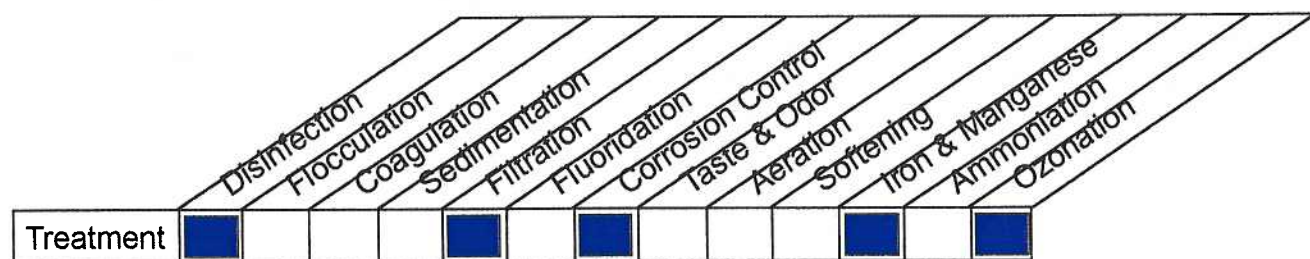 Disinfection
Flocculation
Coagulation
Sedimentation
Filtration
Fluoridation
Corrosion Control
Taste & Odor
Aeration
Softening
Iron & Manganese
Ammoniation
Ozonation
Treatment